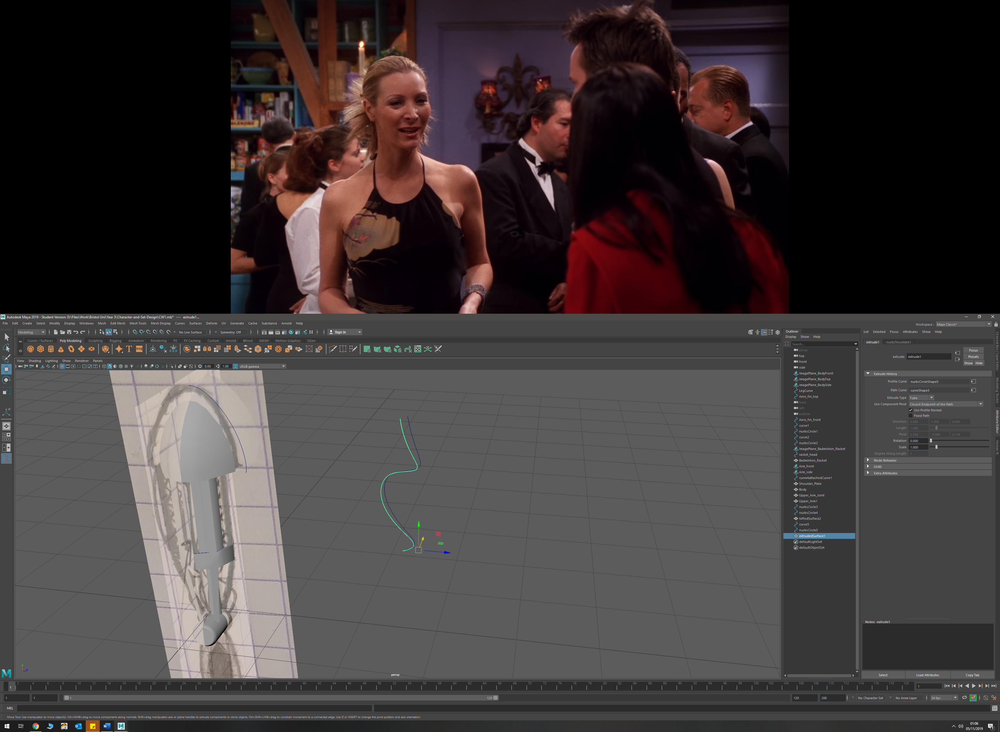 Autodesk Maya 2019 - Student Version: D:\Files\Work\Bristol Uni\Year 3\Character-and-Set-Design\CW1.mb* --- extrude1...
File Edit Create Select Modify Display Windows Mesh Edit Mesh Mesh Tools Mesh Display Curves Surfaces Deform UV Generate Cache Substance Arnold Help
Workspace : Maya Classic*
Modeling No Live Surface Symmetry: Off Sign In
Curves / Surfaces Poly Modeling Sculpting Rigging Animation Rendering FX FX Caching Custom Arnold Bifrost MASH Motion Graphics XGen
View Shading Lighting Show Renderer Panels
0.00 1.00 sRGB gamma
persp
Outliner
Display Show Help
Search...
persp
top
front
side
ImagePlane_BodyFront
imagePlane_BodyTop
imagePlane_BodySide
LegCurve
Aero_fin_top
back
left
bottom
Aero_fin_front
curve1
nurbsCircle1
curve2
nurbsCircle2
ImagePlane_Badminton_Racket
racket_head
Badminton_Racket
Arm_front
Arm_side
curve4attachedCurve1
Shoulder_Plate
Body
Upper_Arm_Joint
Upper_Arm1
nurbsCircle3
nurbsCircle4
loftedSurface2
curve5
nurbsCircle5
extrudedSurface1
defaultLightSet
defaultObjectSet
List Selected Focus Attributes Show Help
extrude1 nurbsTessellate1
Focus
extrude: extrude1 Presets
Show Hide
Extrude History
Profile Curve nurbsCircleShape5
Path Curve curveShape3
Extrude Type Tube
Use Component Pivot Closest Endpoint of the Path
Use Profile Normal
Fixed Path
Direction 0.000 1.000 0.000
Length 1.000
Pivot 2.326 -0.089 2.114
Rotation 0.000
Scale 1.000
Degree Along Length 1
Node Behavior
UUID
Extra Attributes
Notes: extrude1
Select Load Attributes Copy Tab
Channel Box / Layer Editor
Modeling Toolkit
Attribute Editor
Human IK
1 2 4 6 8 10 12 14 16 18 20 22 24 26 28 30 32 34 36 38 40 42 44 46 48 50 52 54 56 58 60 62 64 66 68 70 72 74 76 78 80 82 84 86 88 90 92 94 96 98 100 102 104 106 108 110 112 114 116 118 120 1
1 1 1 120 120 200 No Character Set No Anim Layer 24 fps
MEL
Move Tool: Use manipulator to move object(s). Ctrl+MMB+drag to move components along normals. Shift+drag manipulator axis or plane handles to extrude components or clone objects. Ctrl+Shift+LMB+drag to constrain movement to a connected edge. Use D or INSERT to change the pivot position and axis orientation.
01:06
05/11/2019